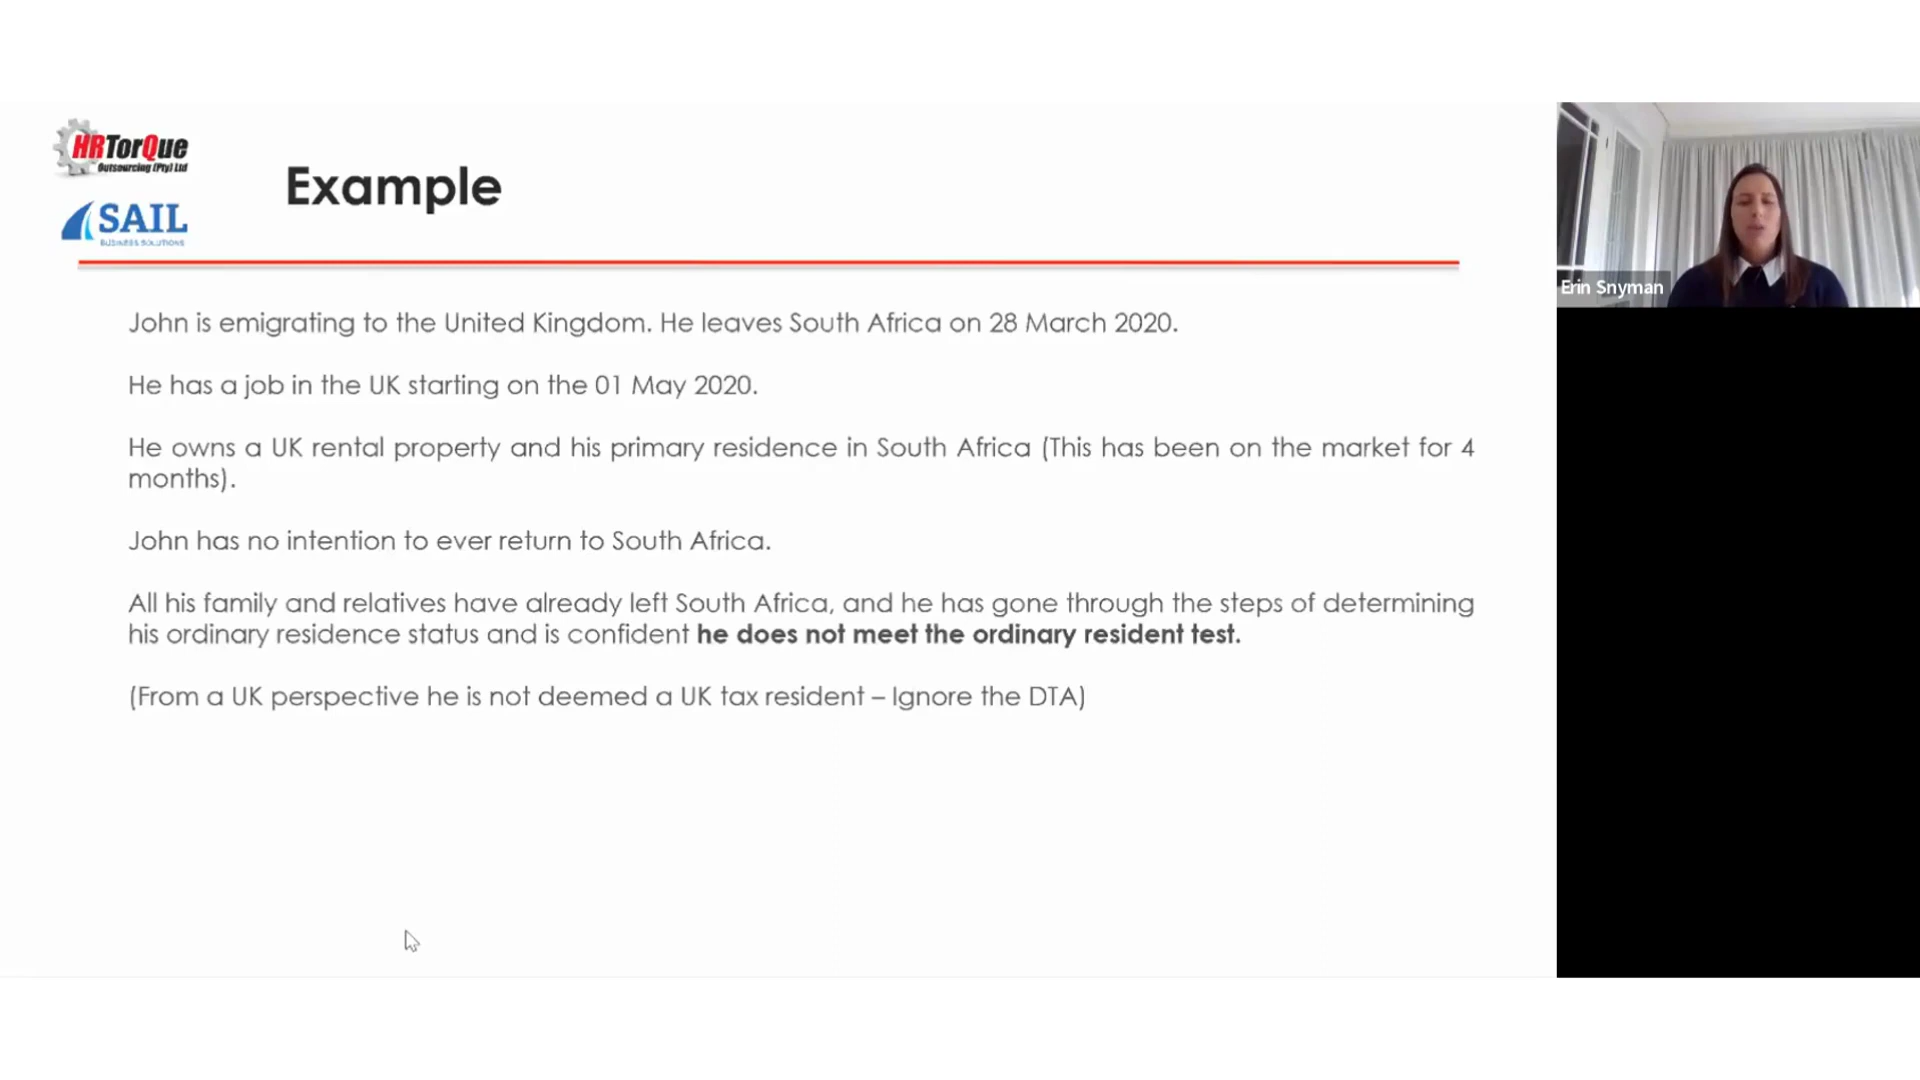 HRTorQue
Outsourcing (Pty) Ltd
SAIL
BUSINESS SOLUTIONS
Example
John is emigrating to the United Kingdom. He leaves South Africa on 28 March 2020.
He has a job in the UK starting on the 01 May 2020.
He owns a UK rental property and his primary residence in South Africa (This has been on the market for 4
months).
John has no intention to ever return to South Africa.
All his family and relatives have already left South Africa, and he has gone through the steps of determining
his ordinary residence status and is confident he does not meet the ordinary resident test.
(From a UK perspective he is not deemed a UK tax resident – Ignore the DTA)
Erin Snyman